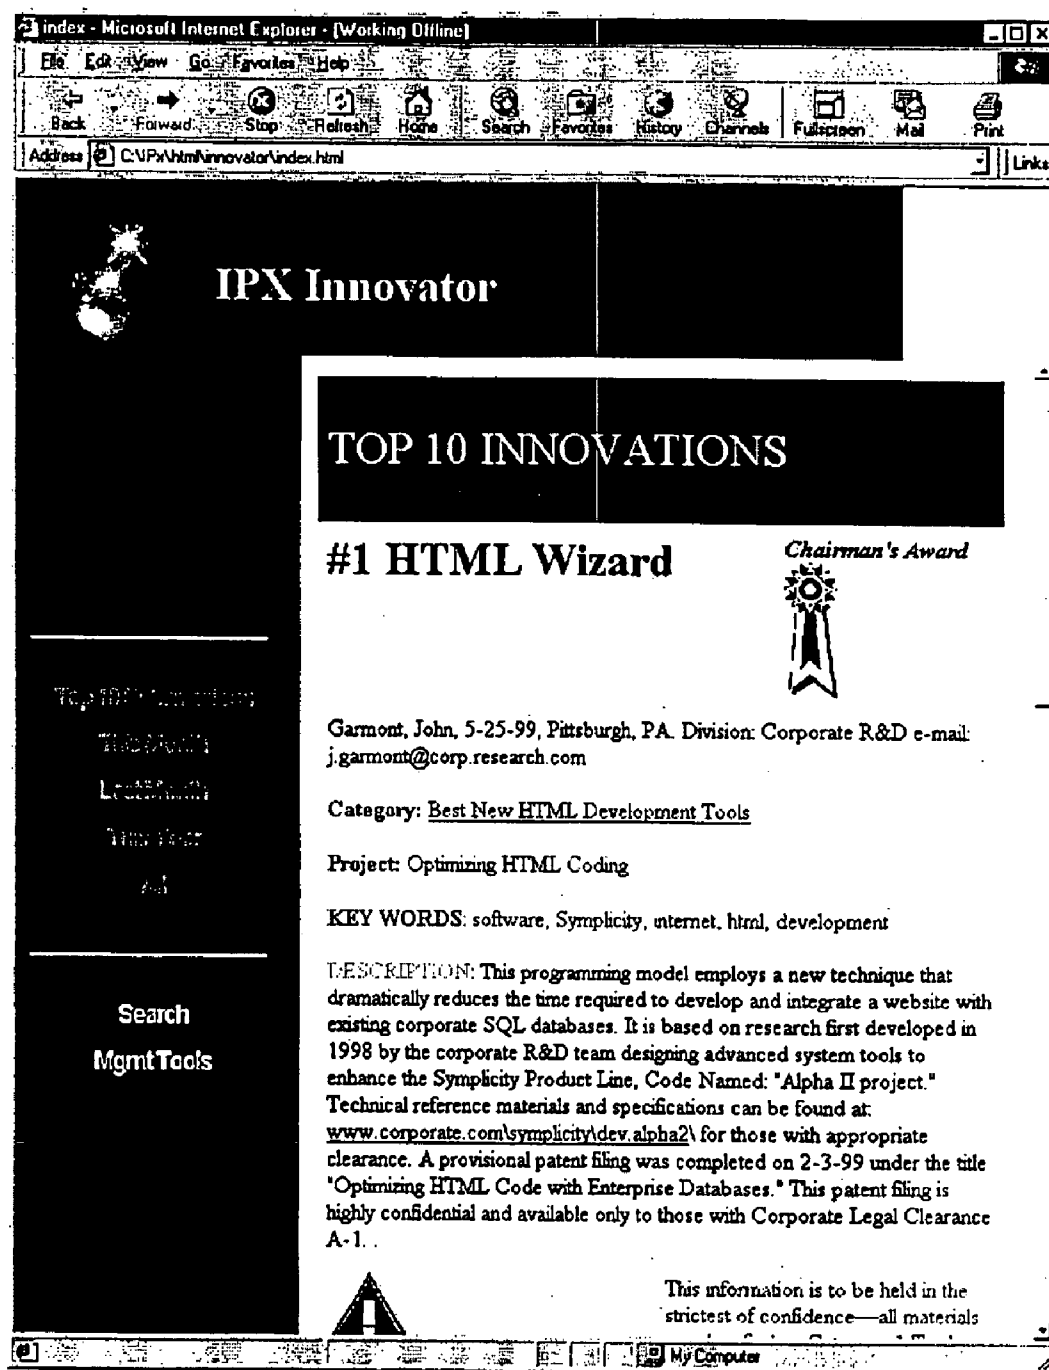 index - Microsoft Internet Explorer - [Working Offline]
File Edit View Go Favorites Help
Back Forward Stop Refresh Home Search Favorites History Channels Fullscreen Mail Print
Address C:\IPx\html\innovator\index.html Links
IPX Innovator
TOP 10 INNOVATIONS
#1 HTML Wizard
Chairman's Award
Top 10
This Month
Last Month
This Year
All
Search
MgmtTools
Garmont, John, 5-25-99, Pittsburgh, PA. Division: Corporate R&D e-mail:
j.garmont@corp.research.com
Category: Best New HTML Development Tools
Project: Optimizing HTML Coding
KEY WORDS: software, Symplicity, internet, html, development
DESCRIPTION: This programming model employs a new technique that
dramatically reduces the time required to develop and integrate a website with
existing corporate SQL databases. It is based on research first developed in
1998 by the corporate R&D team designing advanced system tools to
enhance the Symplicity Product Line, Code Named: "Alpha II project."
Technical reference materials and specifications can be found at:
www.corporate.com\symplicity\dev.alpha2\ for those with appropriate
clearance. A provisional patent filing was completed on 2-3-99 under the title
"Optimizing HTML Code with Enterprise Databases." This patent filing is
highly confidential and available only to those with Corporate Legal Clearance
A-1. .
This information is to be held in the
strictest of confidence—all materials
My Computer